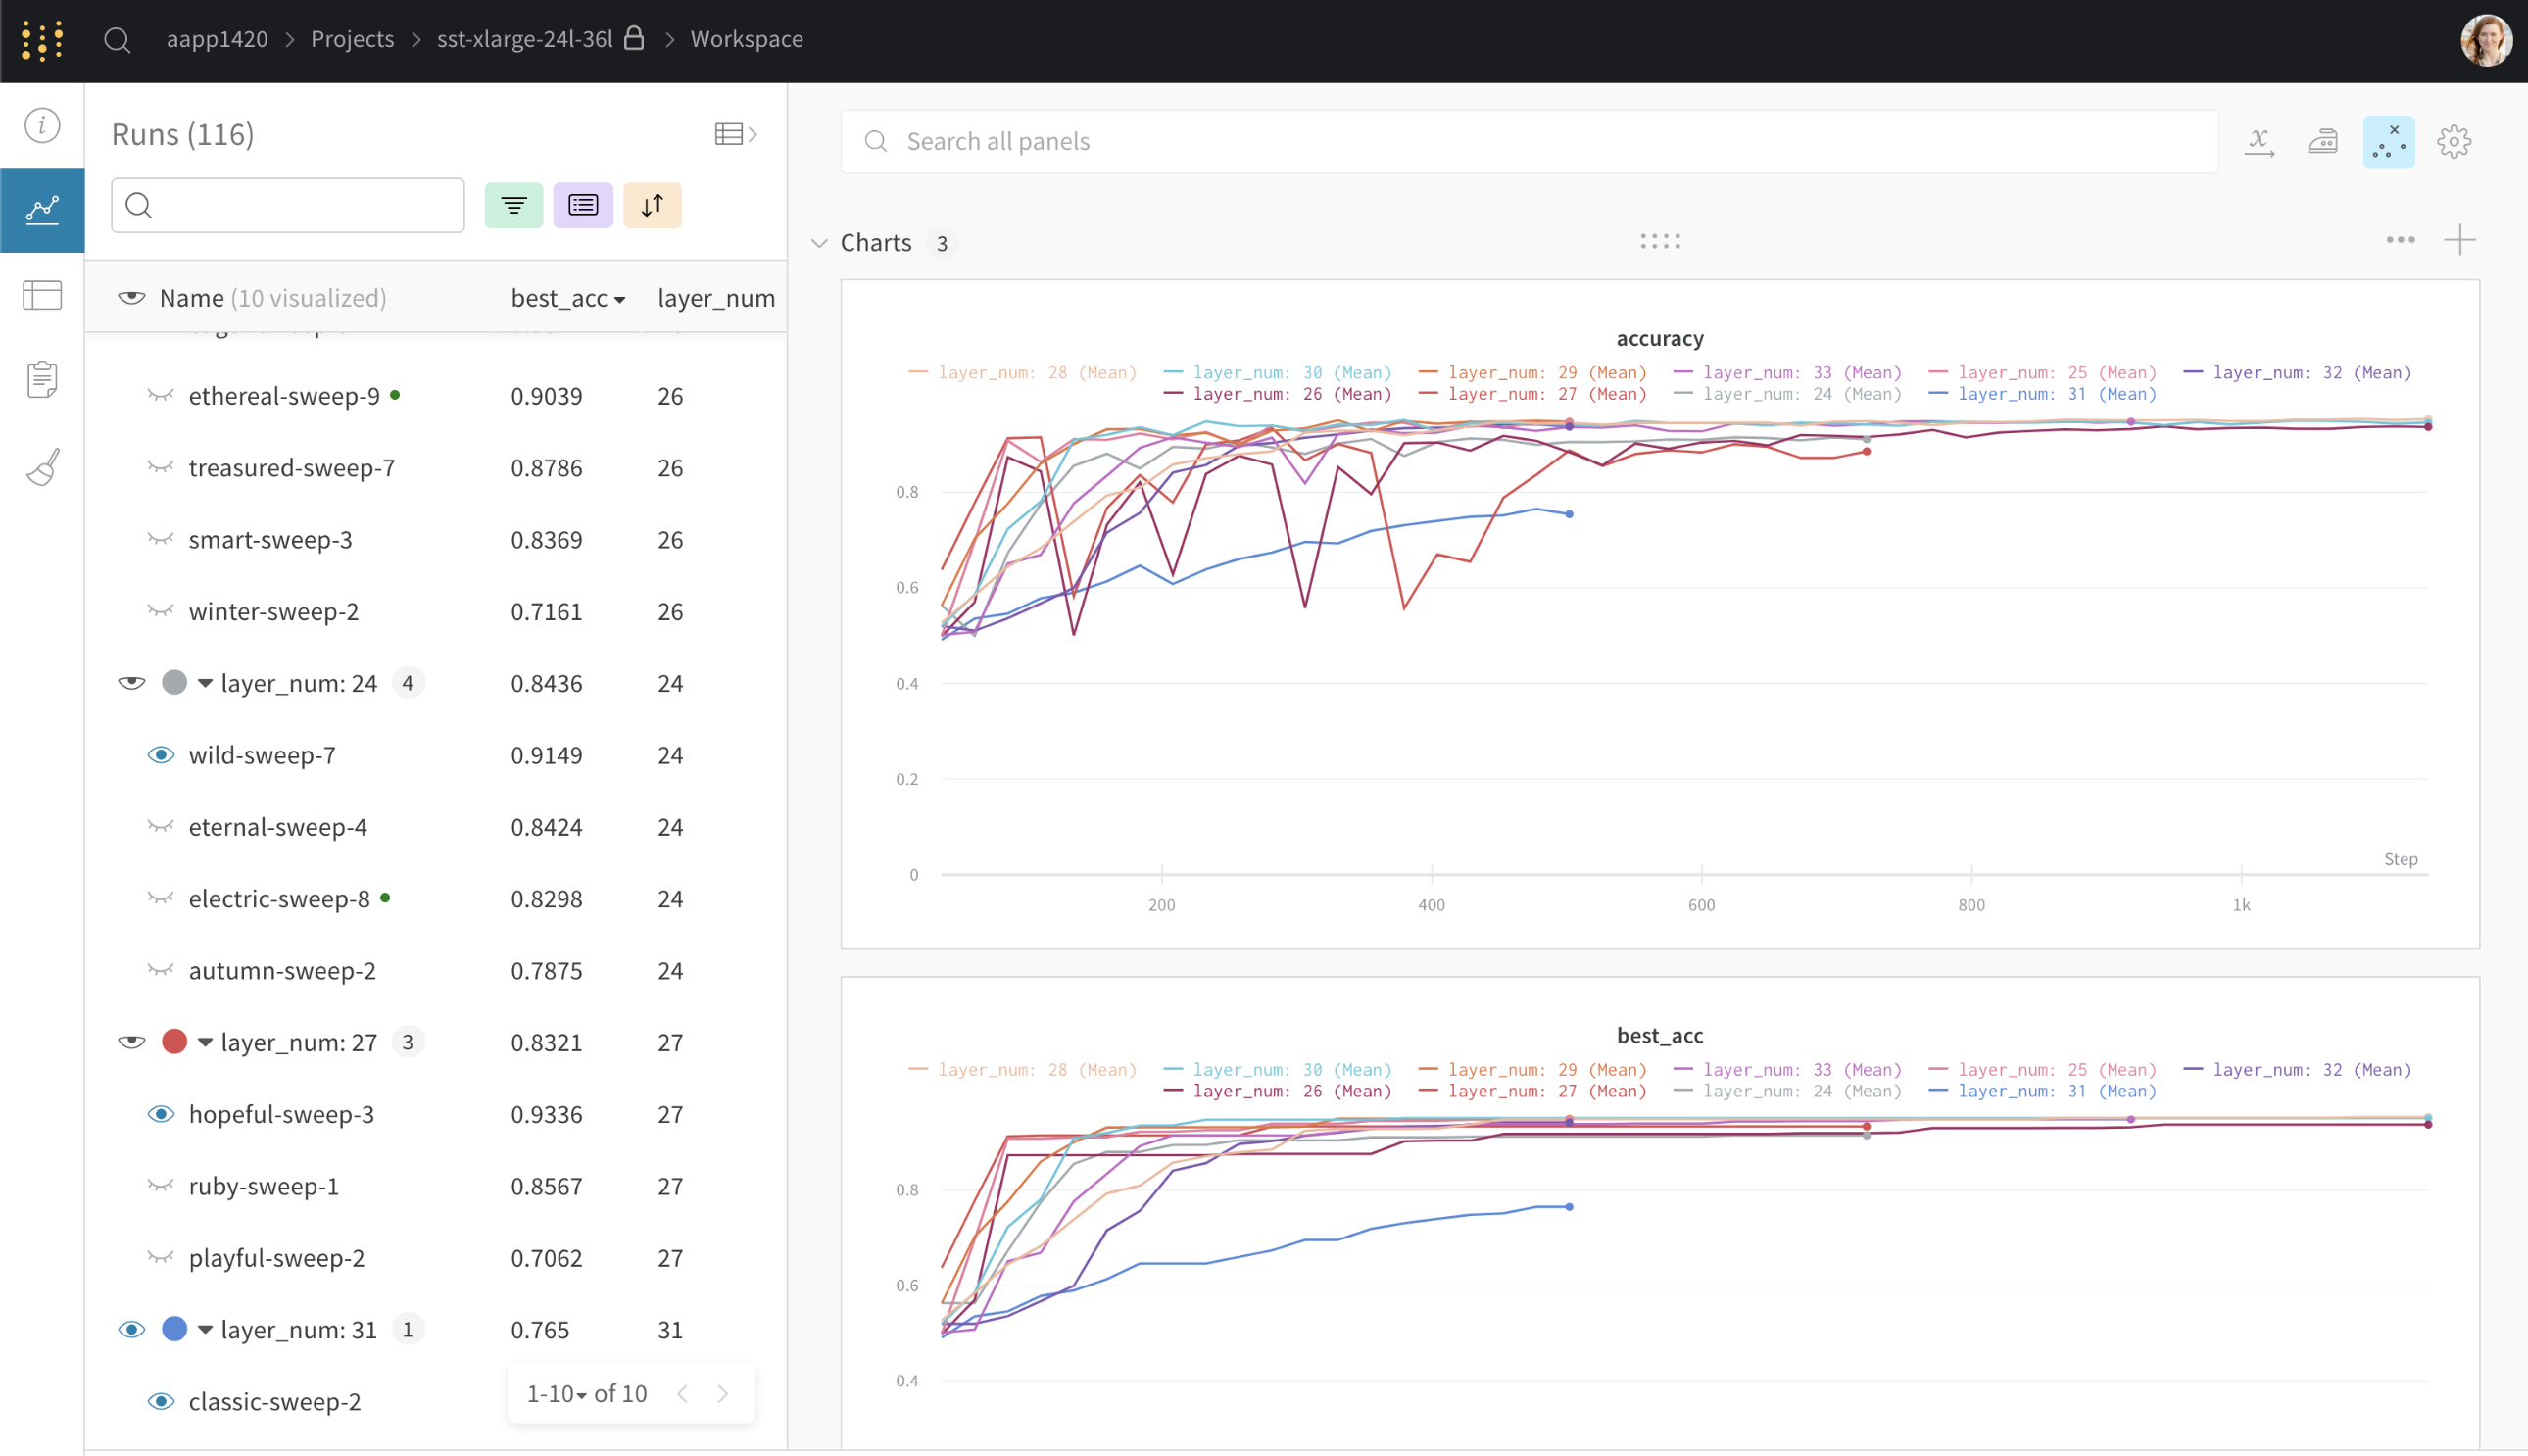 aapp1420 > Projects > sst-xlarge-24l-36l > Workspace
Runs (116)
Name (10 visualized) best_acc layer_num
ethereal-sweep-9 0.9039 26
treasured-sweep-7 0.8786 26
smart-sweep-3 0.8369 26
winter-sweep-2 0.7161 26
layer_num: 24 4 0.8436 24
wild-sweep-7 0.9149 24
eternal-sweep-4 0.8424 24
electric-sweep-8 0.8298 24
autumn-sweep-2 0.7875 24
layer_num: 27 3 0.8321 27
hopeful-sweep-3 0.9336 27
ruby-sweep-1 0.8567 27
playful-sweep-2 0.7062 27
layer_num: 31 1 0.765 31
classic-sweep-2
1-10 of 10
Search all panels
Charts 3
accuracy
layer_num: 28 (Mean) layer_num: 30 (Mean) layer_num: 29 (Mean) layer_num: 33 (Mean) layer_num: 25 (Mean) layer_num: 32 (Mean)
layer_num: 26 (Mean) layer_num: 27 (Mean) layer_num: 24 (Mean) layer_num: 31 (Mean)
0.8
0.6
0.4
0.2
Step
0
200 400 600 800 1k
best_acc
layer_num: 28 (Mean) layer_num: 30 (Mean) layer_num: 29 (Mean) layer_num: 33 (Mean) layer_num: 25 (Mean) layer_num: 32 (Mean)
layer_num: 26 (Mean) layer_num: 27 (Mean) layer_num: 24 (Mean) layer_num: 31 (Mean)
0.8
0.6
0.4